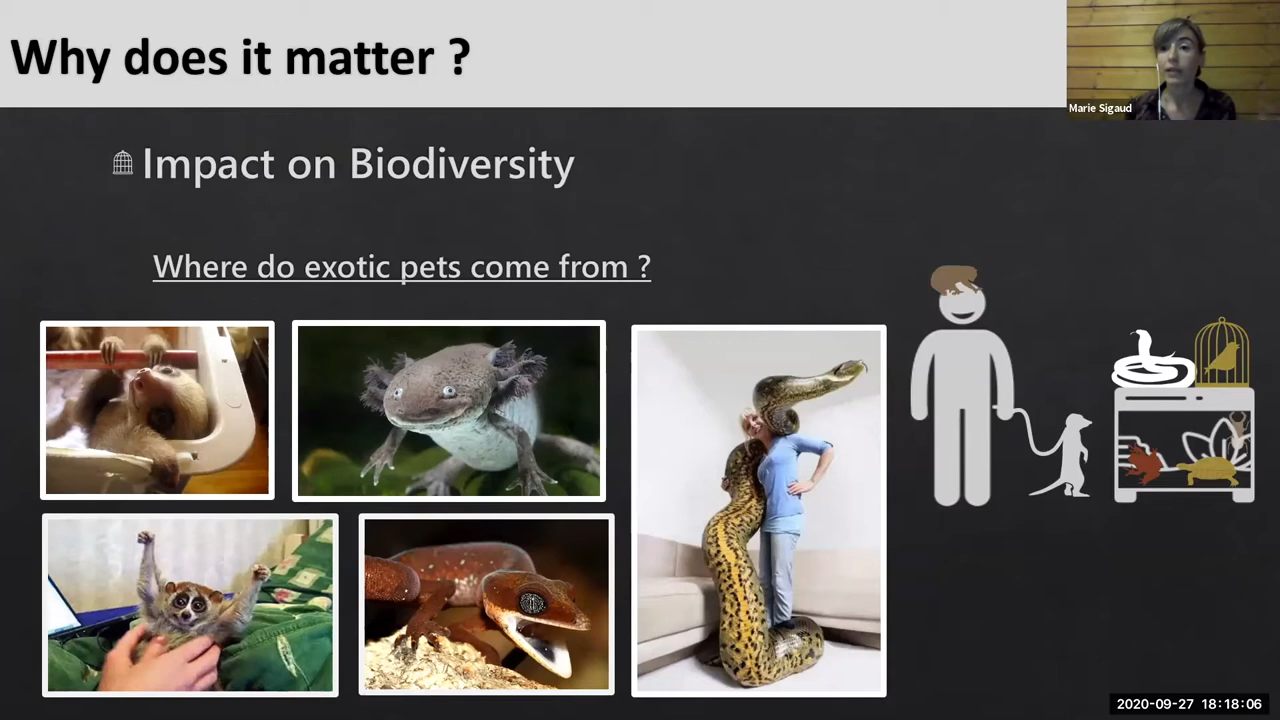 Why does it matter ?
Marie Sigaud
Impact on Biodiversity
Where do exotic pets come from ?
2020-09-27 18:18:06